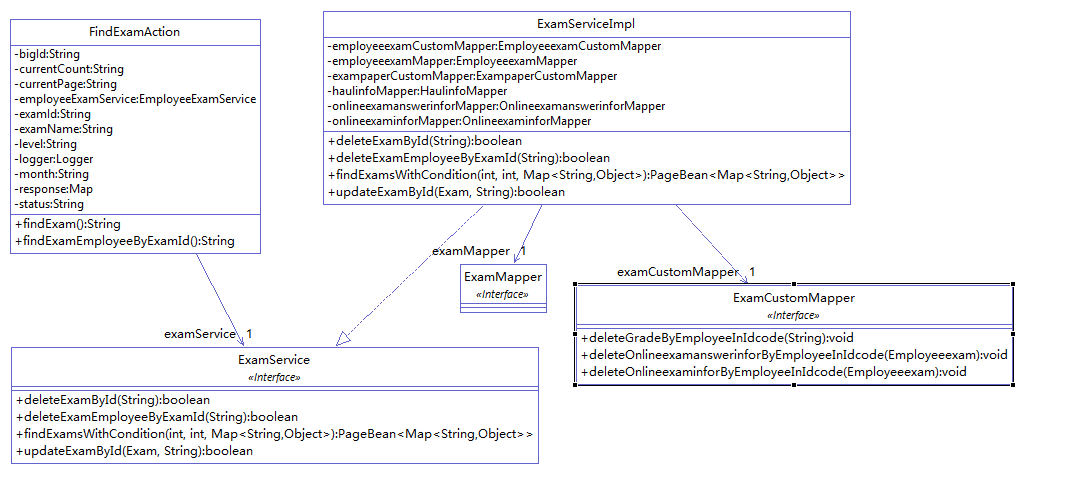 FindExamAction
-bigId:String
-currentCount:String
-currentPage:String
-employeeExamService:EmployeeExamService
-examId:String
-examName:String
-level:String
-logger:Logger
-month:String
-response:Map
-status:String
+findExam():String
+findExamEmployeeByExamId():String
ExamServiceImpl
-employeeexamCustomMapper:EmployeeexamCustomMapper
-employeeexamMapper:EmployeeexamMapper
-exampaperCustomMapper:ExampaperCustomMapper
-haulinfoMapper:HaulinfoMapper
-onlineexamanswerinforMapper:OnlineexamanswerinforMapper
-onlineexaminforMapper:OnlineexaminforMapper
+deleteExamById(String):boolean
+deleteExamEmployeeByExamId(String):boolean
+findExamsWithCondition(int, int, Map<String,Object>):PageBean<Map<String,Object>>
+updateExamById(Exam, String):boolean
examMapper 1
ExamMapper
«Interface»
examCustomMapper 1
ExamCustomMapper
«Interface»
+deleteGradeByEmployeeInIdcode(String):void
+deleteOnlineexamanswerinforByEmployeeInIdcode(Employeeexam):void
+deleteOnlineexaminforByEmployeeInIdcode(Employeeexam):void
examService 1
ExamService
«Interface»
+deleteExamById(String):boolean
+deleteExamEmployeeByExamId(String):boolean
+findExamsWithCondition(int, int, Map<String,Object>):PageBean<Map<String,Object>>
+updateExamById(Exam, String):boolean